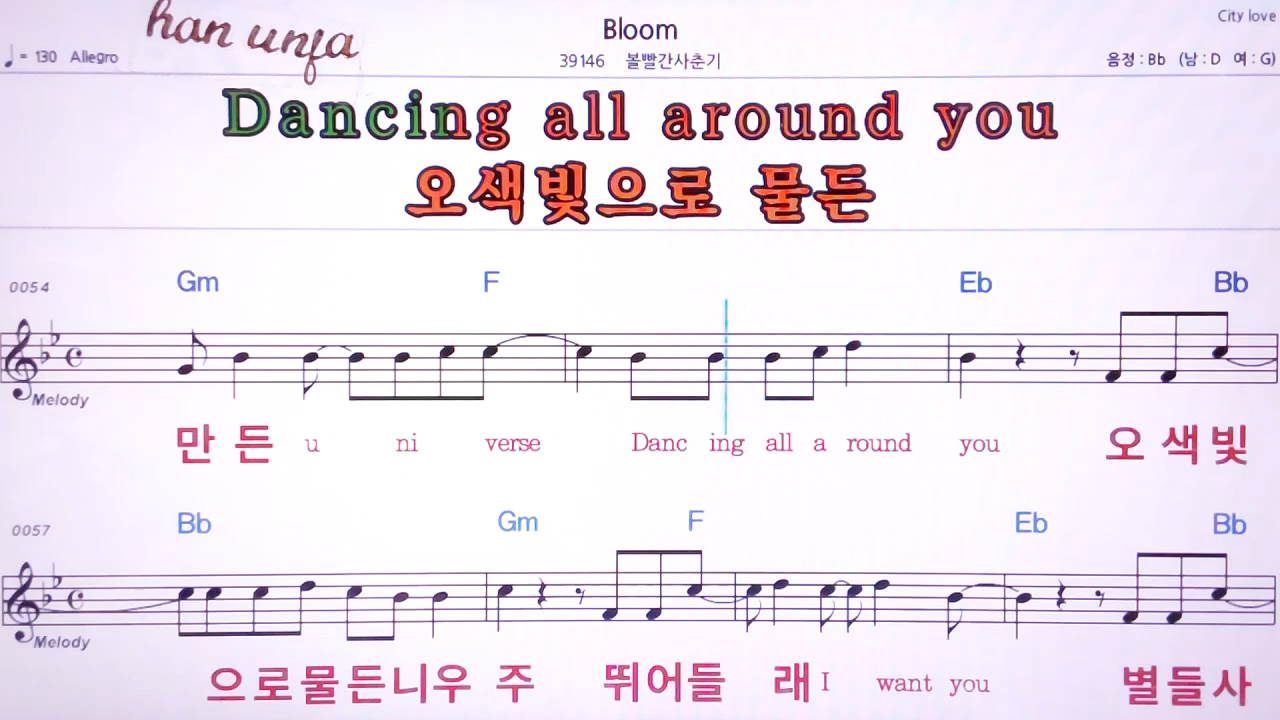 han unja
Bloom
City love
♩= 130 Allegro
39146 볼빨간사춘기
음정 : Bb (남 : D 여 : G)
Dancing all around you
오색빛으로 물든
0054 Gm F Eb Bb
Melody
만 든 u ni verse Danc ing all a round you 오 색 빛
0057 Bb Gm F Eb Bb
Melody
으로물든니우 주 뛰어들 래 I want you 별들사